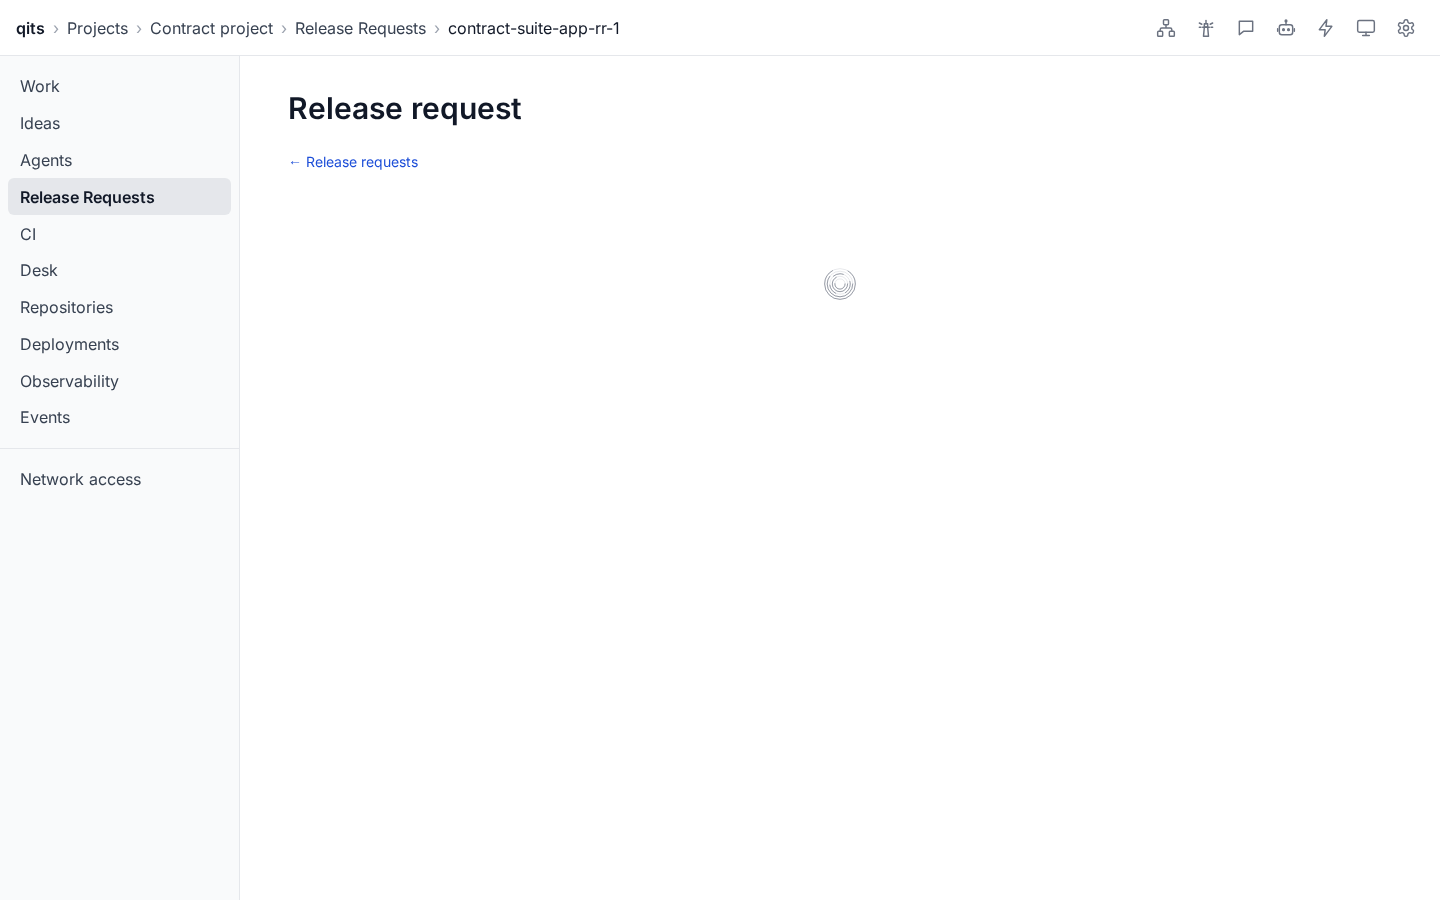 qits › Projects › Contract project › Release Requests › contract-suite-app-rr-1
Work
Ideas
Agents
Release Requests
CI
Desk
Repositories
Deployments
Observability
Events
Network access
Release request
← Release requests